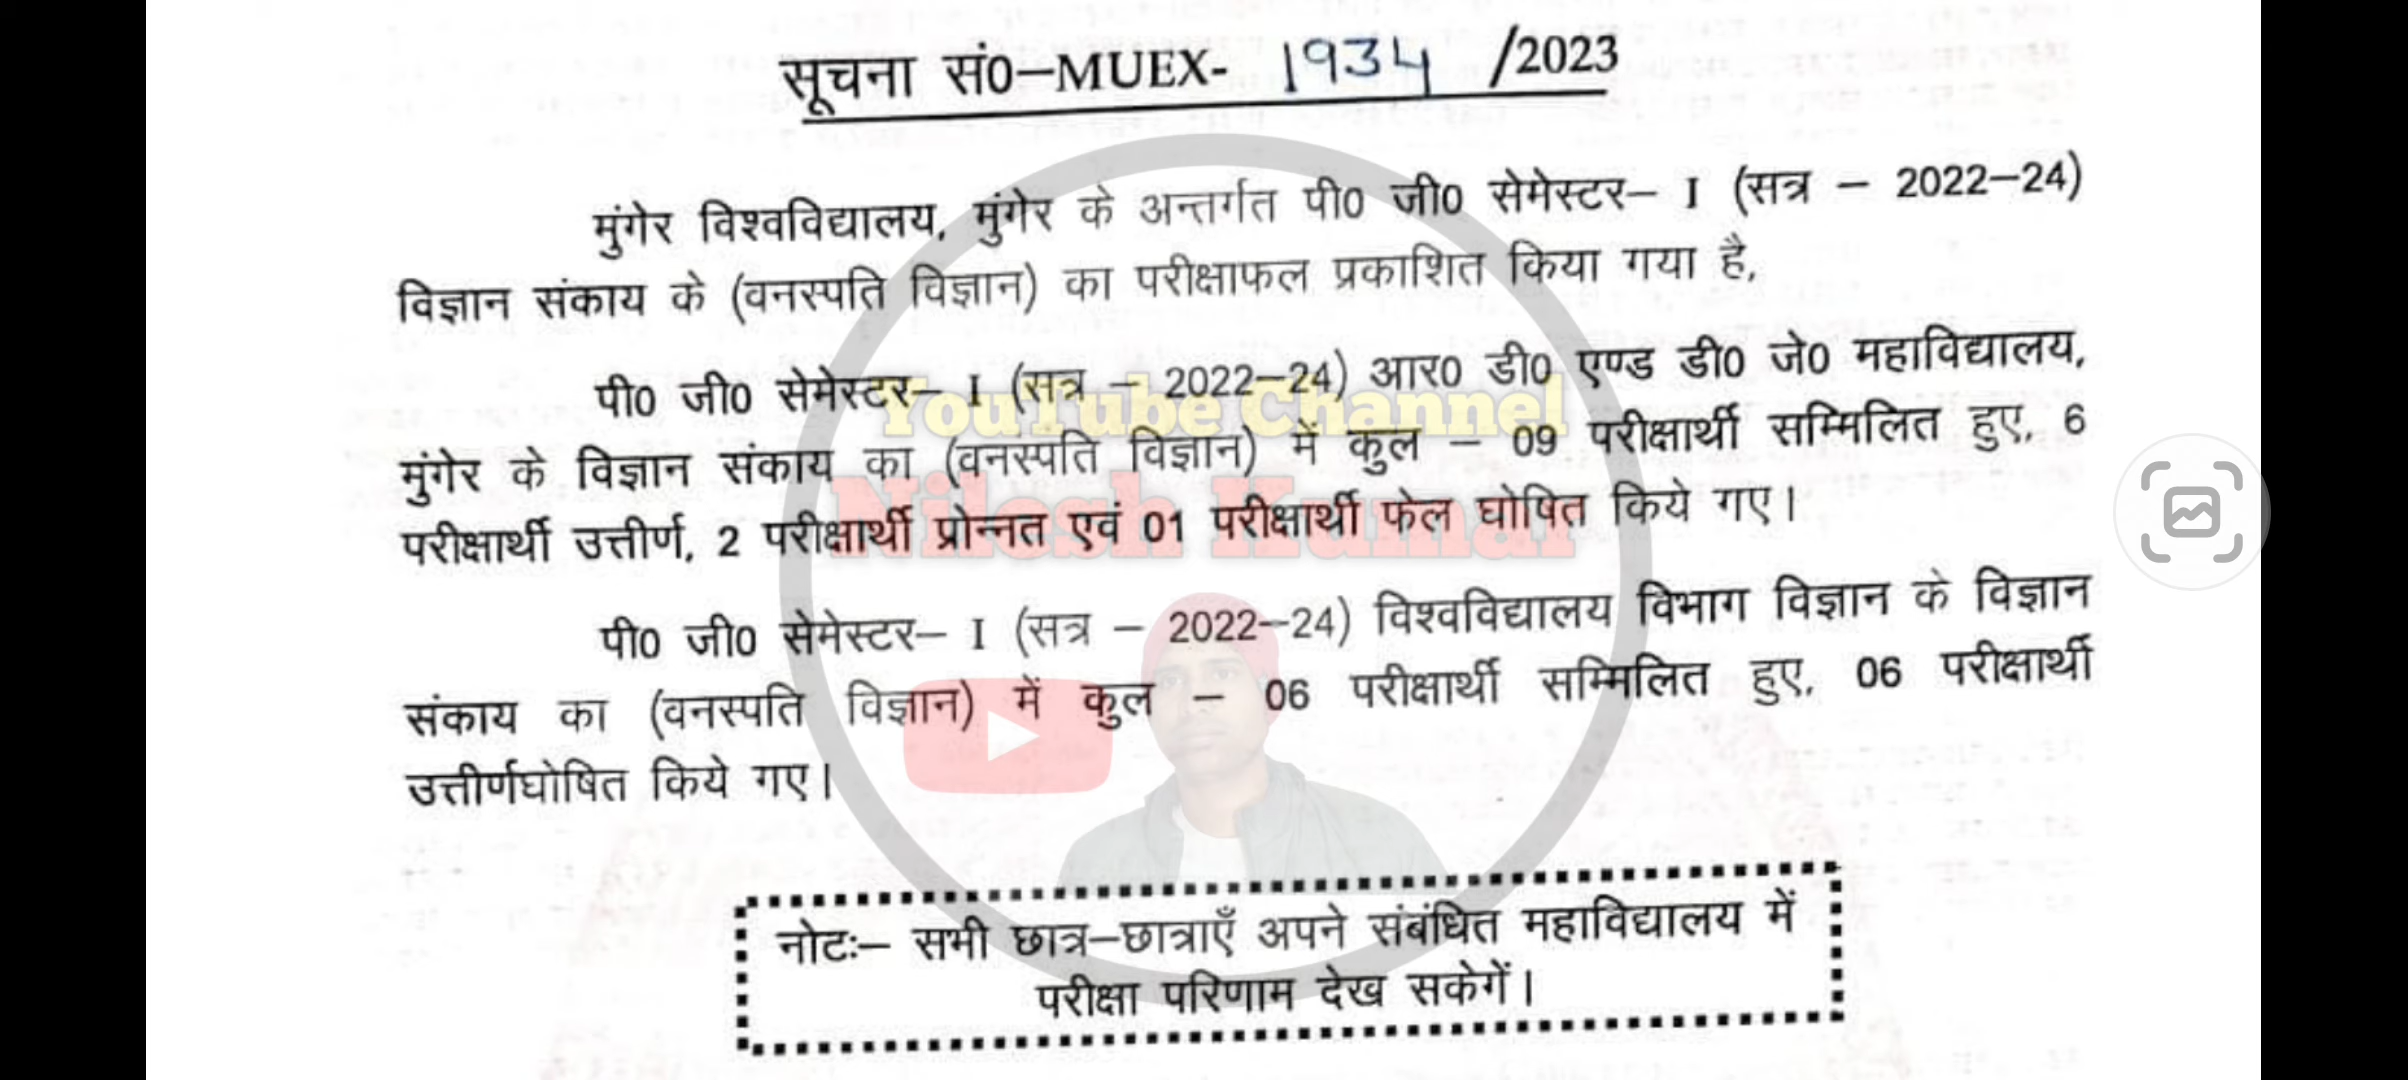 सूचना सं0–MUEX- 1934 /2023
मुंगेर विश्वविद्यालय, मुंगेर के अन्तर्गत पी0 जी0 सेमेस्टर– I (सत्र – 2022–24)
विज्ञान संकाय के (वनस्पति विज्ञान) का परीक्षाफल प्रकाशित किया गया है,
पी0 जी0 सेमेस्टर– I (सत्र – 2022–24) आर0 डी0 एण्ड डी0 जे0 महाविद्यालय,
YouTube Channel
मुंगेर के विज्ञान संकाय का (वनस्पति विज्ञान) में कुल – 09 परीक्षार्थी सम्मिलित हुए, 6
Nilesh Kumar
परीक्षार्थी उत्तीर्ण, 2 परीक्षार्थी प्रोन्नत एवं 01 परीक्षार्थी फेल घोषित किये गए।
पी0 जी0 सेमेस्टर– I (सत्र – 2022–24) विश्वविद्यालय विभाग विज्ञान के विज्ञान
संकाय का (वनस्पति विज्ञान) में कुल – 06 परीक्षार्थी सम्मिलित हुए, 06 परीक्षार्थी
उत्तीर्णघोषित किये गए।
नोटः– सभी छात्र–छात्राएँ अपने संबंधित महाविद्यालय में
परीक्षा परिणाम देख सकेगें।